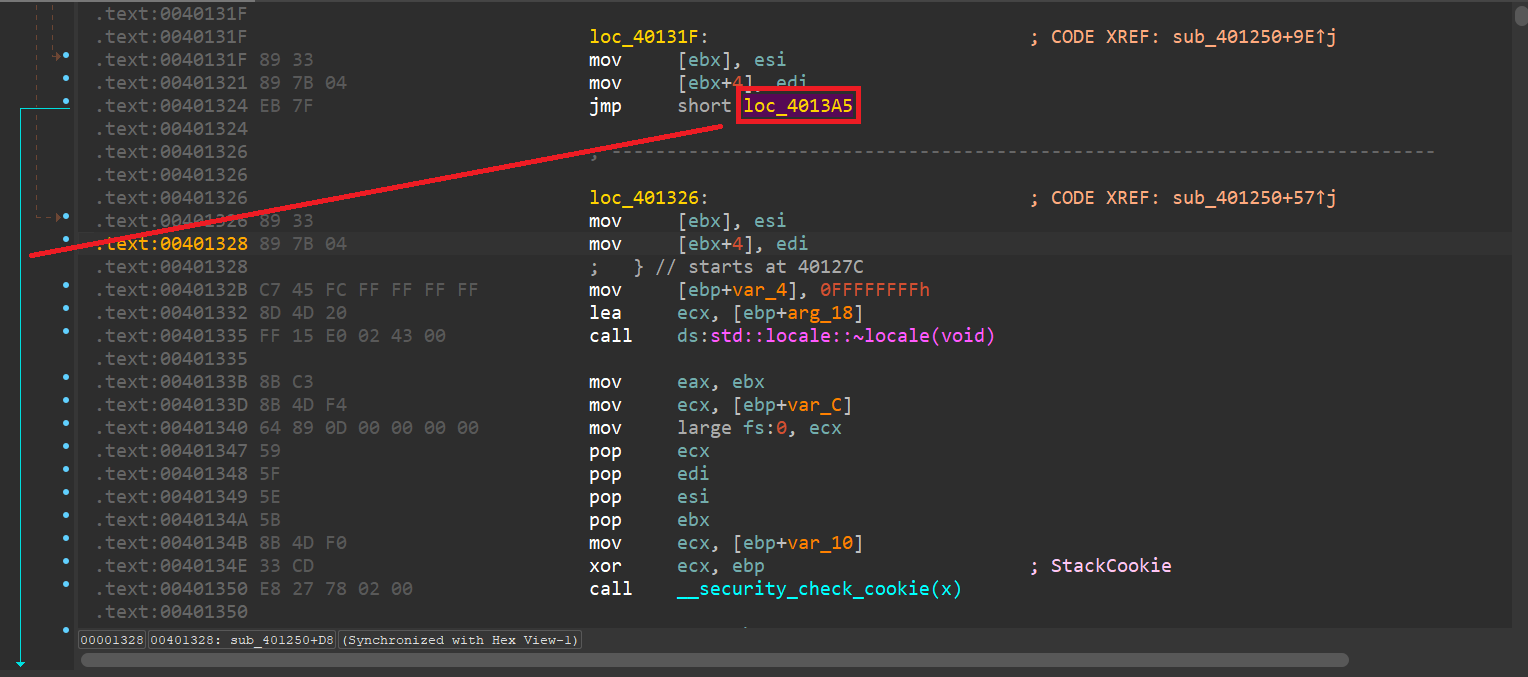 .text:0040131F
.text:0040131F loc_40131F: ; CODE XREF: sub_401250+9E↑j
.text:0040131F 89 33 mov [ebx], esi
.text:00401321 89 7B 04 mov [ebx+4], edi
.text:00401324 EB 7F jmp short loc_4013A5
.text:00401324
.text:00401326 ; ---------------------------------------------------------------------------
.text:00401326
.text:00401326 loc_401326: ; CODE XREF: sub_401250+57↑j
.text:00401326 89 33 mov [ebx], esi
.text:00401328 89 7B 04 mov [ebx+4], edi
.text:00401328 ; } // starts at 40127C
.text:0040132B C7 45 FC FF FF FF FF mov [ebp+var_4], 0FFFFFFFFh
.text:00401332 8D 4D 20 lea ecx, [ebp+arg_18]
.text:00401335 FF 15 E0 02 43 00 call ds:std::locale::~locale(void)
.text:00401335
.text:0040133B 8B C3 mov eax, ebx
.text:0040133D 8B 4D F4 mov ecx, [ebp+var_C]
.text:00401340 64 89 0D 00 00 00 00 mov large fs:0, ecx
.text:00401347 59 pop ecx
.text:00401348 5F pop edi
.text:00401349 5E pop esi
.text:0040134A 5B pop ebx
.text:0040134B 8B 4D F0 mov ecx, [ebp+var_10]
.text:0040134E 33 CD xor ecx, ebp ; StackCookie
.text:00401350 E8 27 78 02 00 call __security_check_cookie(x)
.text:00401350
00001328 00401328: sub_401250+D8 (Synchronized with Hex View-1)